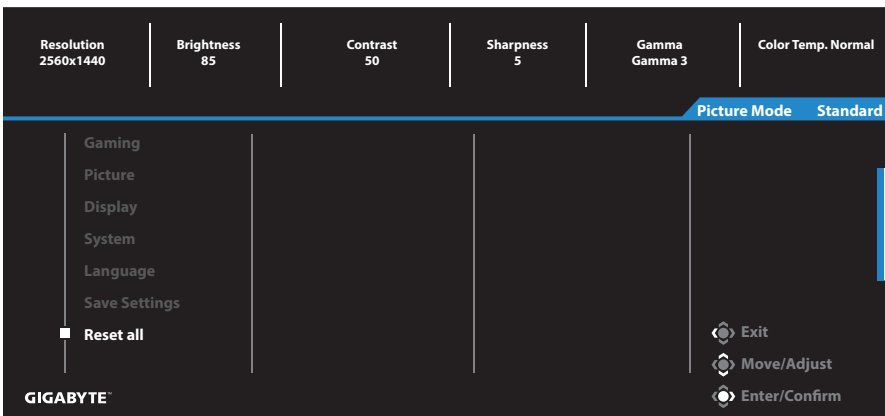 Resolution
2560x1440
Brightness
85
Contrast
50
Sharpness
5
Gamma
Gamma 3
Color Temp. Normal
Picture Mode Standard
Gaming
Picture
Display
System
Language
Save Settings
Reset all
Exit
Move/Adjust
Enter/Confirm
GIGABYTE™